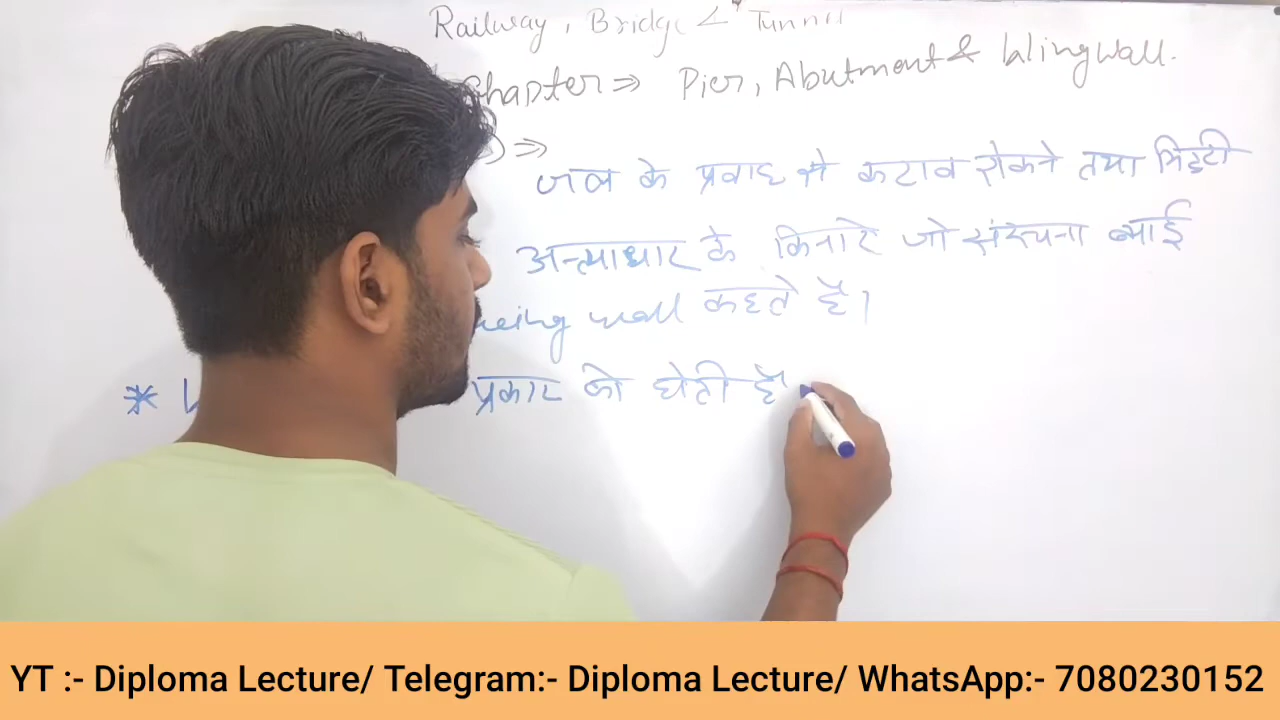 Railway, Bridge & Tunnel
Chapter ⇒ Pier, Abutment & Wingwall.
) ⇒
जल के प्रवाह से कटाव रोकने तथा मिट्टी
अन्त्याधार के किनारे जो संरचना बनाई
wing wall कहते है।
* प्रकार की होती है
YT :- Diploma Lecture/ Telegram:- Diploma Lecture/ WhatsApp:- 7080230152